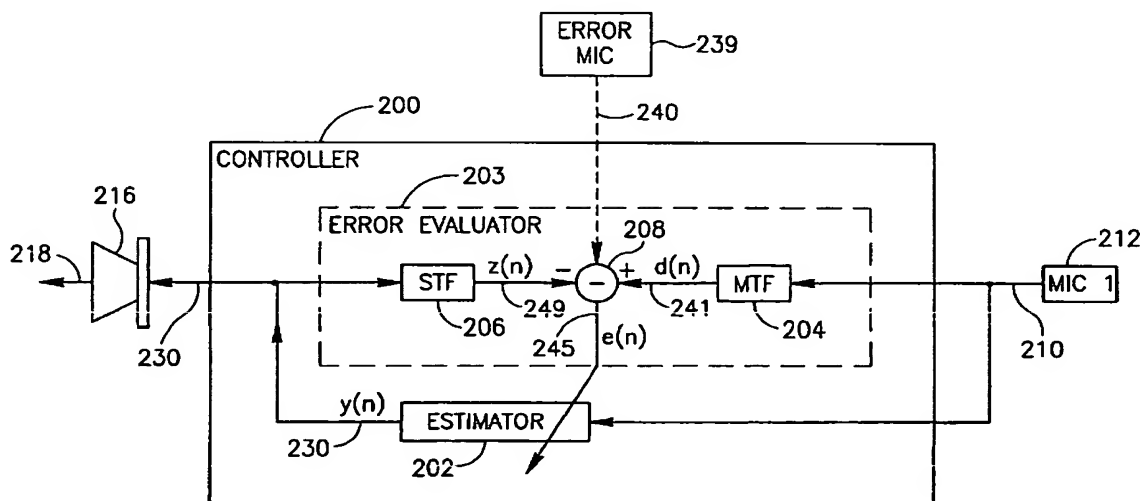 ERROR
MIC
239
240
200
CONTROLLER
203
216
ERROR EVALUATOR
208
212
218
z(n)
−
+
d(n)
STF
−
MTF
MIC 1
249
241
206
204
210
230
245
e(n)
y(n)
ESTIMATOR
230
202